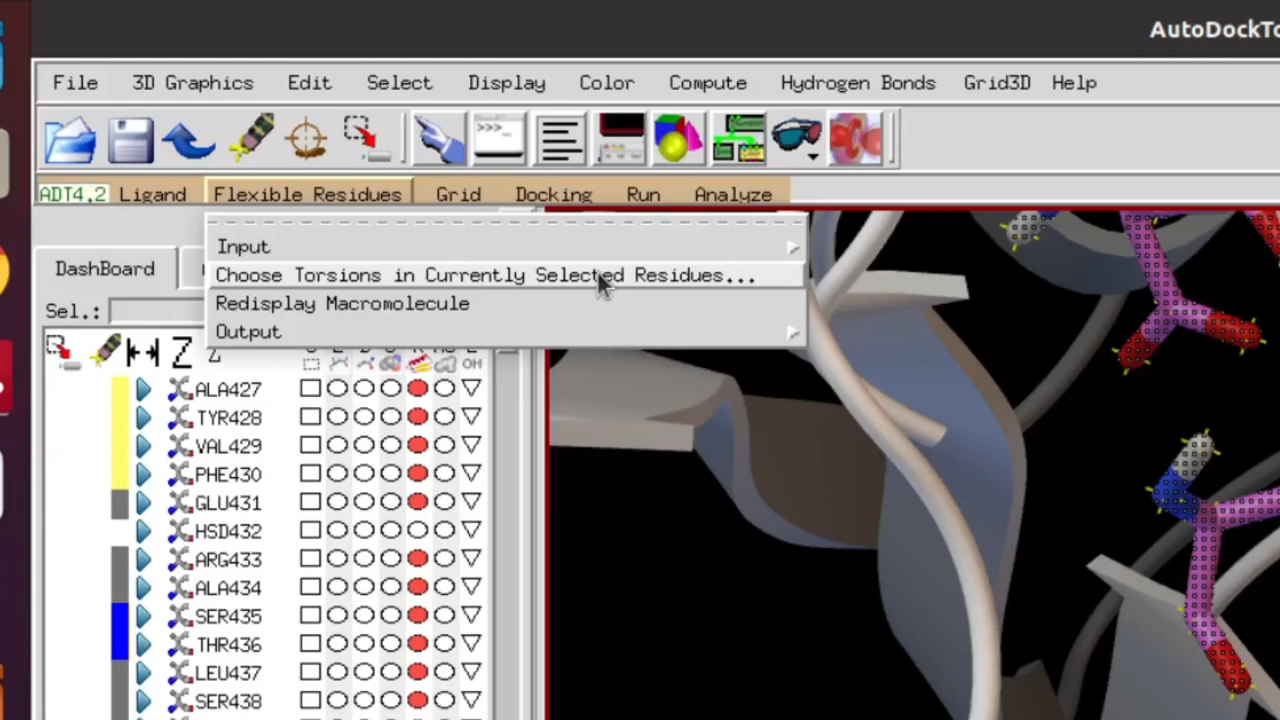 AutoDockTo
File 3D Graphics Edit Select Display Color Compute Hydrogen Bonds Grid3D Help
>>>_
ADT4.2 Ligand Flexible Residues Grid Docking Run Analyze
Input
DashBoard
Choose Torsions in Currently Selected Residues...
Sel.:
Redisplay Macromolecule
Output
OH
ALA427
TYR428
VAL429
PHE430
GLU431
HSD432
ARG433
ALA434
SER435
THR436
LEU437
SER438